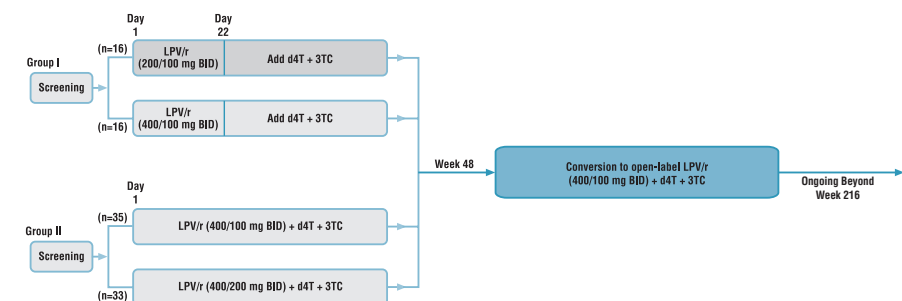 Day
1
Day
22
Group I
(n=16)
LPV/r
(200/100 mg BID)
Add d4T + 3TC
Screening
LPV/r
(400/100 mg BID)
Add d4T + 3TC
(n=16)
Week 48
Conversion to open-label LPV/r
(400/100 mg BID) + d4T + 3TC
Ongoing Beyond
Week 216
Day
1
Group II
(n=35)
LPV/r (400/100 mg BID) + d4T + 3TC
Screening
LPV/r (400/200 mg BID) + d4T + 3TC
(n=33)